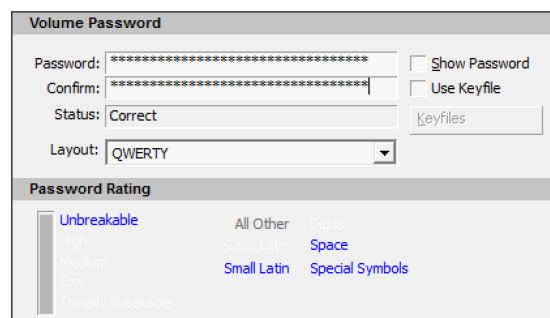 Volume Password
Password: **********************************
Show Password
Confirm: **********************************
Use Keyfile
Status: Correct
Keyfiles
Layout: QWERTY
Password Rating
Unbreakable All Other Digits
High Caps Latin Space
Medium Small Latin Special Symbols
Low
Trivially Breakable